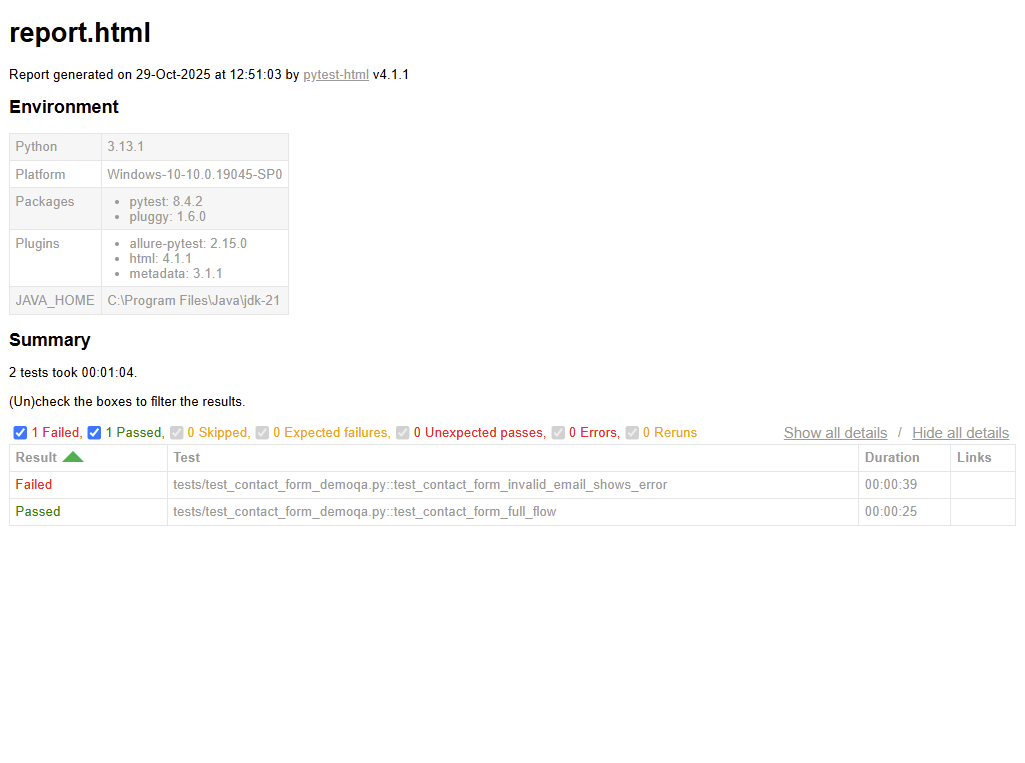 report.html
Report generated on 29-Oct-2025 at 12:51:03 by pytest-html v4.1.1
Environment
Python 3.13.1
Platform Windows-10-10.0.19045-SP0
Packages
pytest: 8.4.2
pluggy: 1.6.0
Plugins
allure-pytest: 2.15.0
html: 4.1.1
metadata: 3.1.1
JAVA_HOME C:\Program Files\Java\jdk-21
Summary
2 tests took 00:01:04.
(Un)check the boxes to filter the results.
1 Failed, 1 Passed, 0 Skipped, 0 Expected failures, 0 Unexpected passes, 0 Errors, 0 Reruns Show all details / Hide all details
Result Test Duration Links
Failed tests/test_contact_form_demoqa.py::test_contact_form_invalid_email_shows_error 00:00:39
Passed tests/test_contact_form_demoqa.py::test_contact_form_full_flow 00:00:25